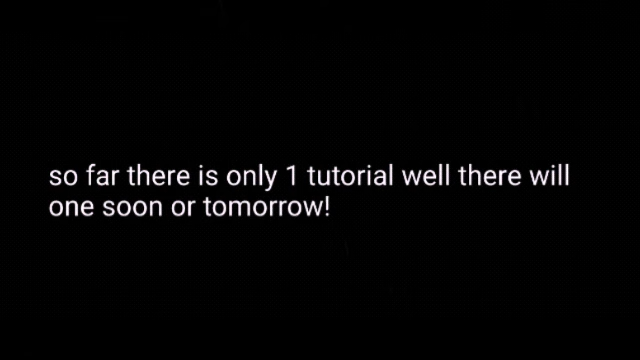 so far there is only 1 tutorial well there will
one soon or tomorrow!